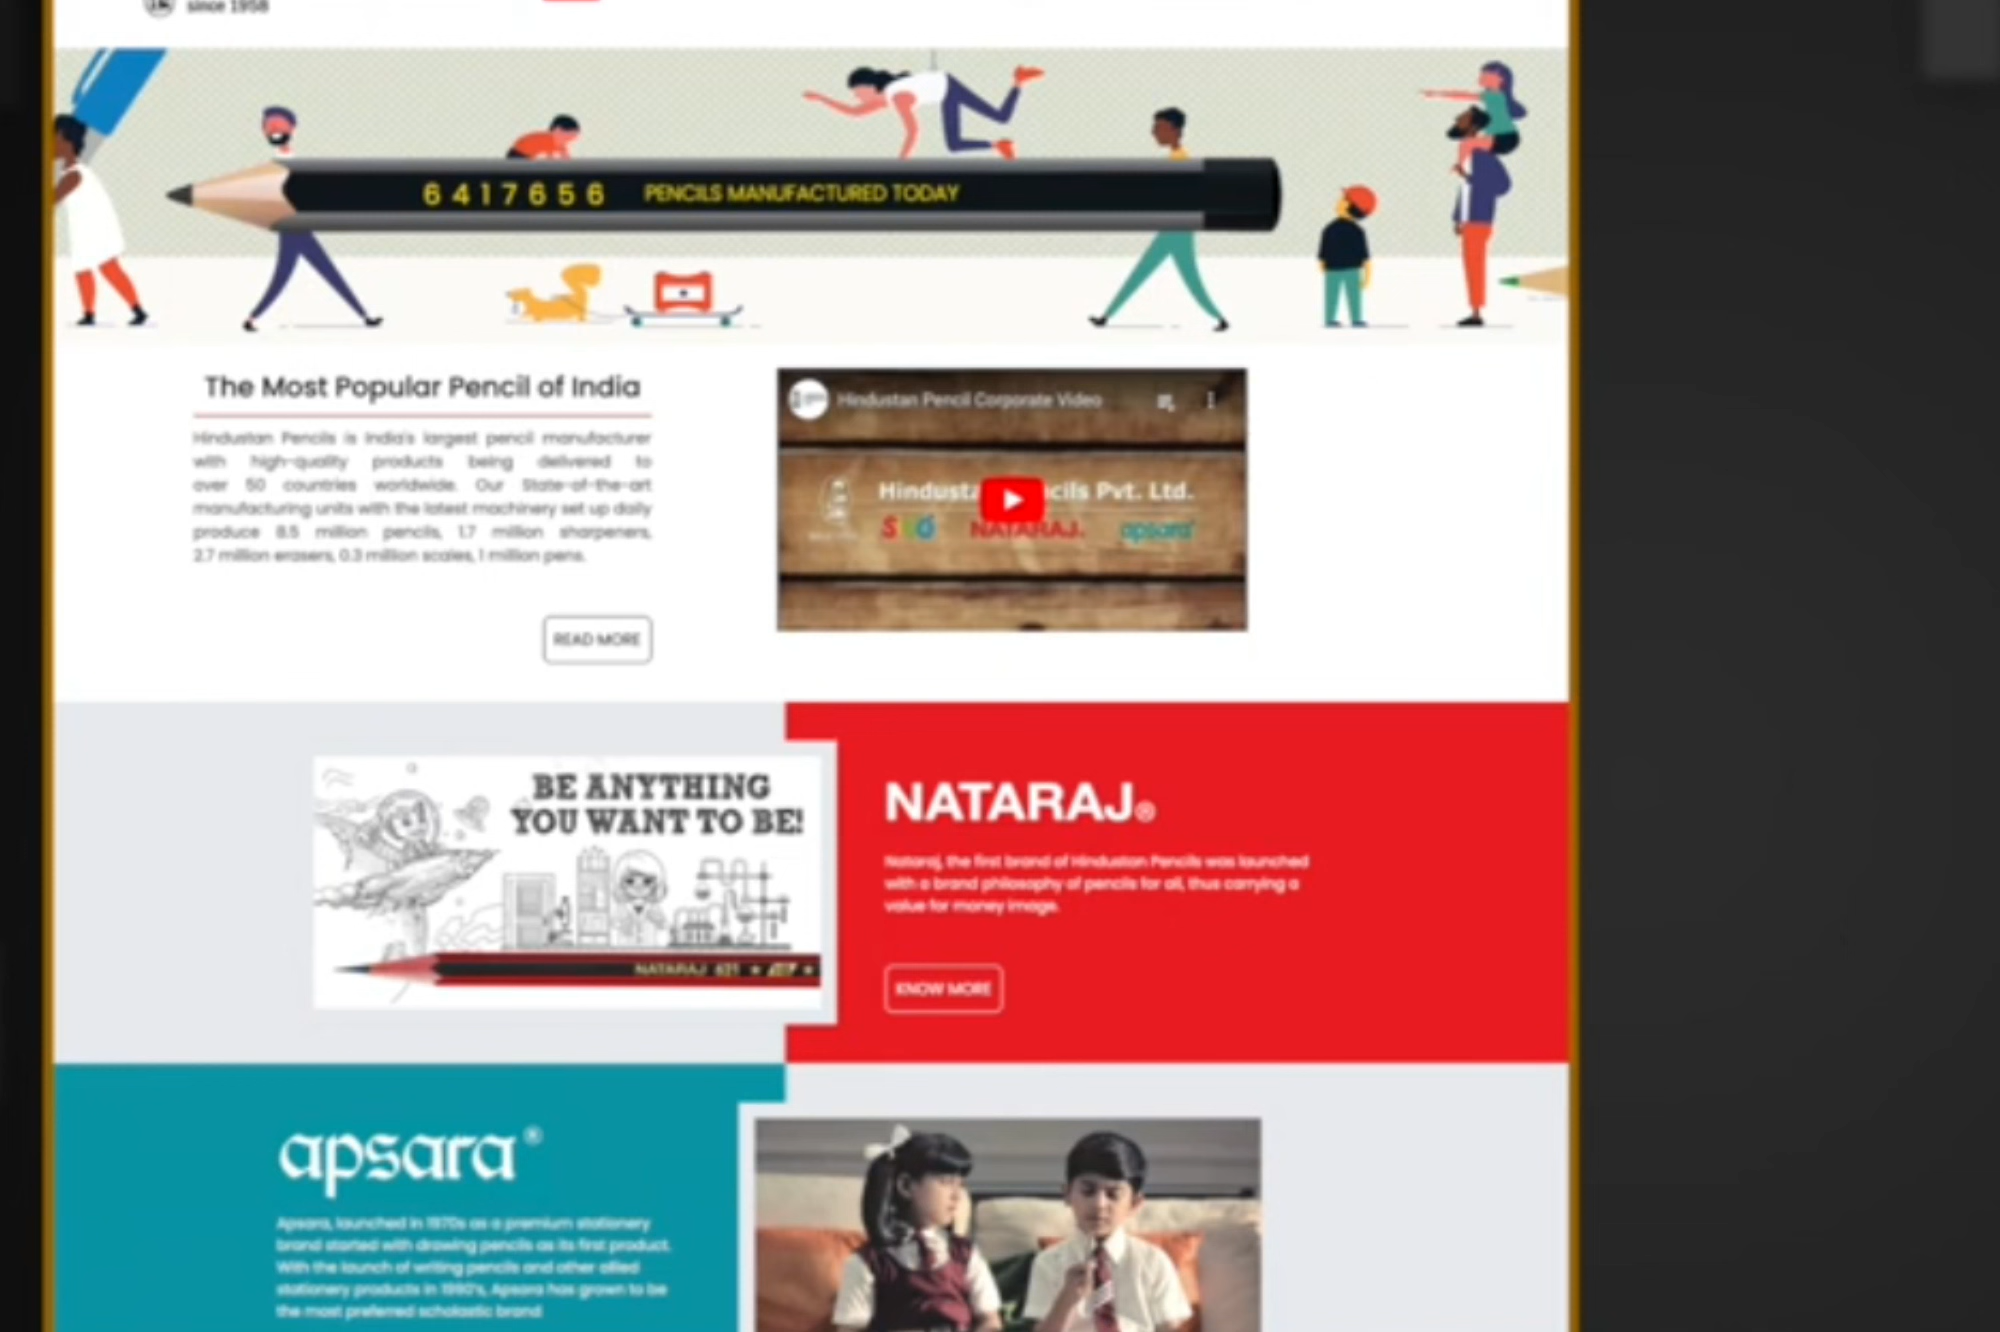 since 1958
6417656 PENCILS MANUFACTURED TODAY
The Most Popular Pencil of India
Hindustan Pencils is India's largest pencil manufacturer
with high-quality products being delivered to
over 50 countries worldwide. Our State-of-the-art
manufacturing units with the latest machinery set up daily
produce 8.5 million pencils, 1.7 million sharpeners,
2.7 million erasers, 0.3 million scales, 1 million pens.
READ MORE
Hindustan Pencil Corporate Video
Pvt. Ltd.
NATARAJ.
apsara
BE ANYTHING
YOU WANT TO BE!
NATARAJ 621
NATARAJ®
Nataraj, the first brand of Hindustan Pencils was launched
with a brand philosophy of pencils for all, thus carrying a
value for money image.
KNOW MORE
apsara®
Apsara, launched in 1970s as a premium stationery
brand started with drawing pencils as its first product.
With the launch of writing pencils and other allied
stationery products in 1990's, Apsara has grown to be
the most preferred scholastic brand